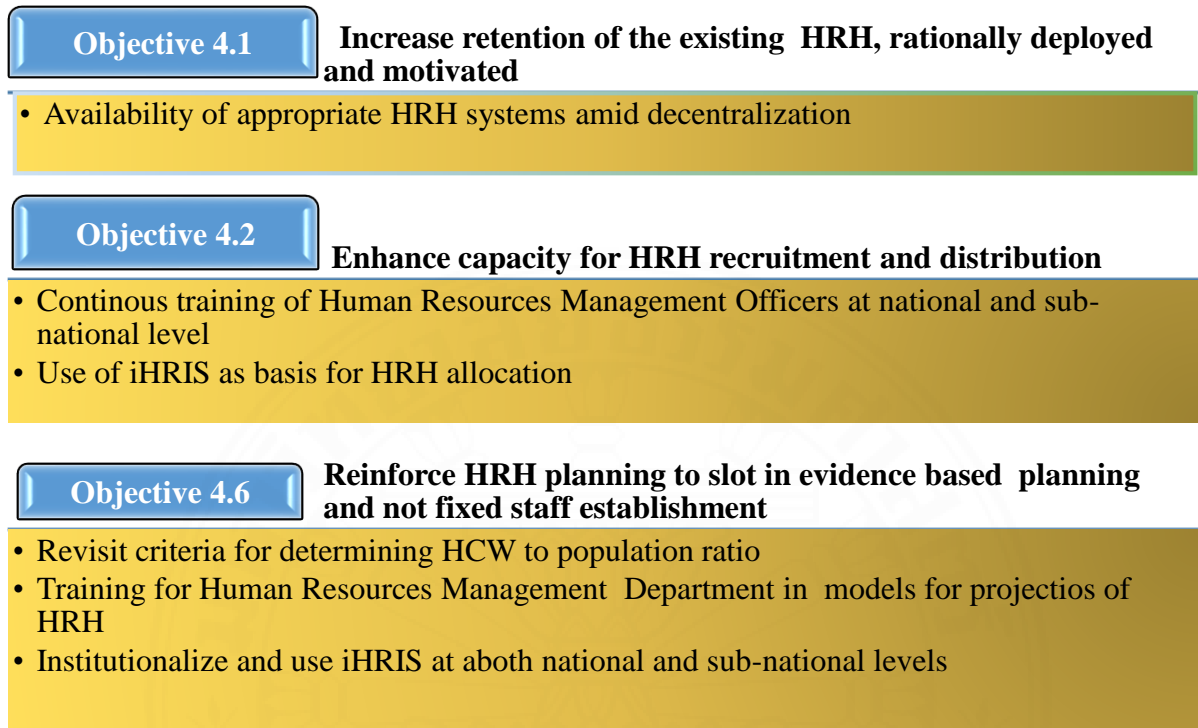 Objective 4.1
Increase retention of the existing HRH, rationally deployed
and motivated
• Availability of appropriate HRH systems amid decentralization
Objective 4.2
Enhance capacity for HRH recruitment and distribution
• Continous training of Human Resources Management Officers at national and sub-
national level
• Use of iHRIS as basis for HRH allocation
Objective 4.6
Reinforce HRH planning to slot in evidence based planning
and not fixed staff establishment
• Revisit criteria for determining HCW to population ratio
• Training for Human Resources Management Department in models for projectios of
HRH
• Institutionalize and use iHRIS at aboth national and sub-national levels